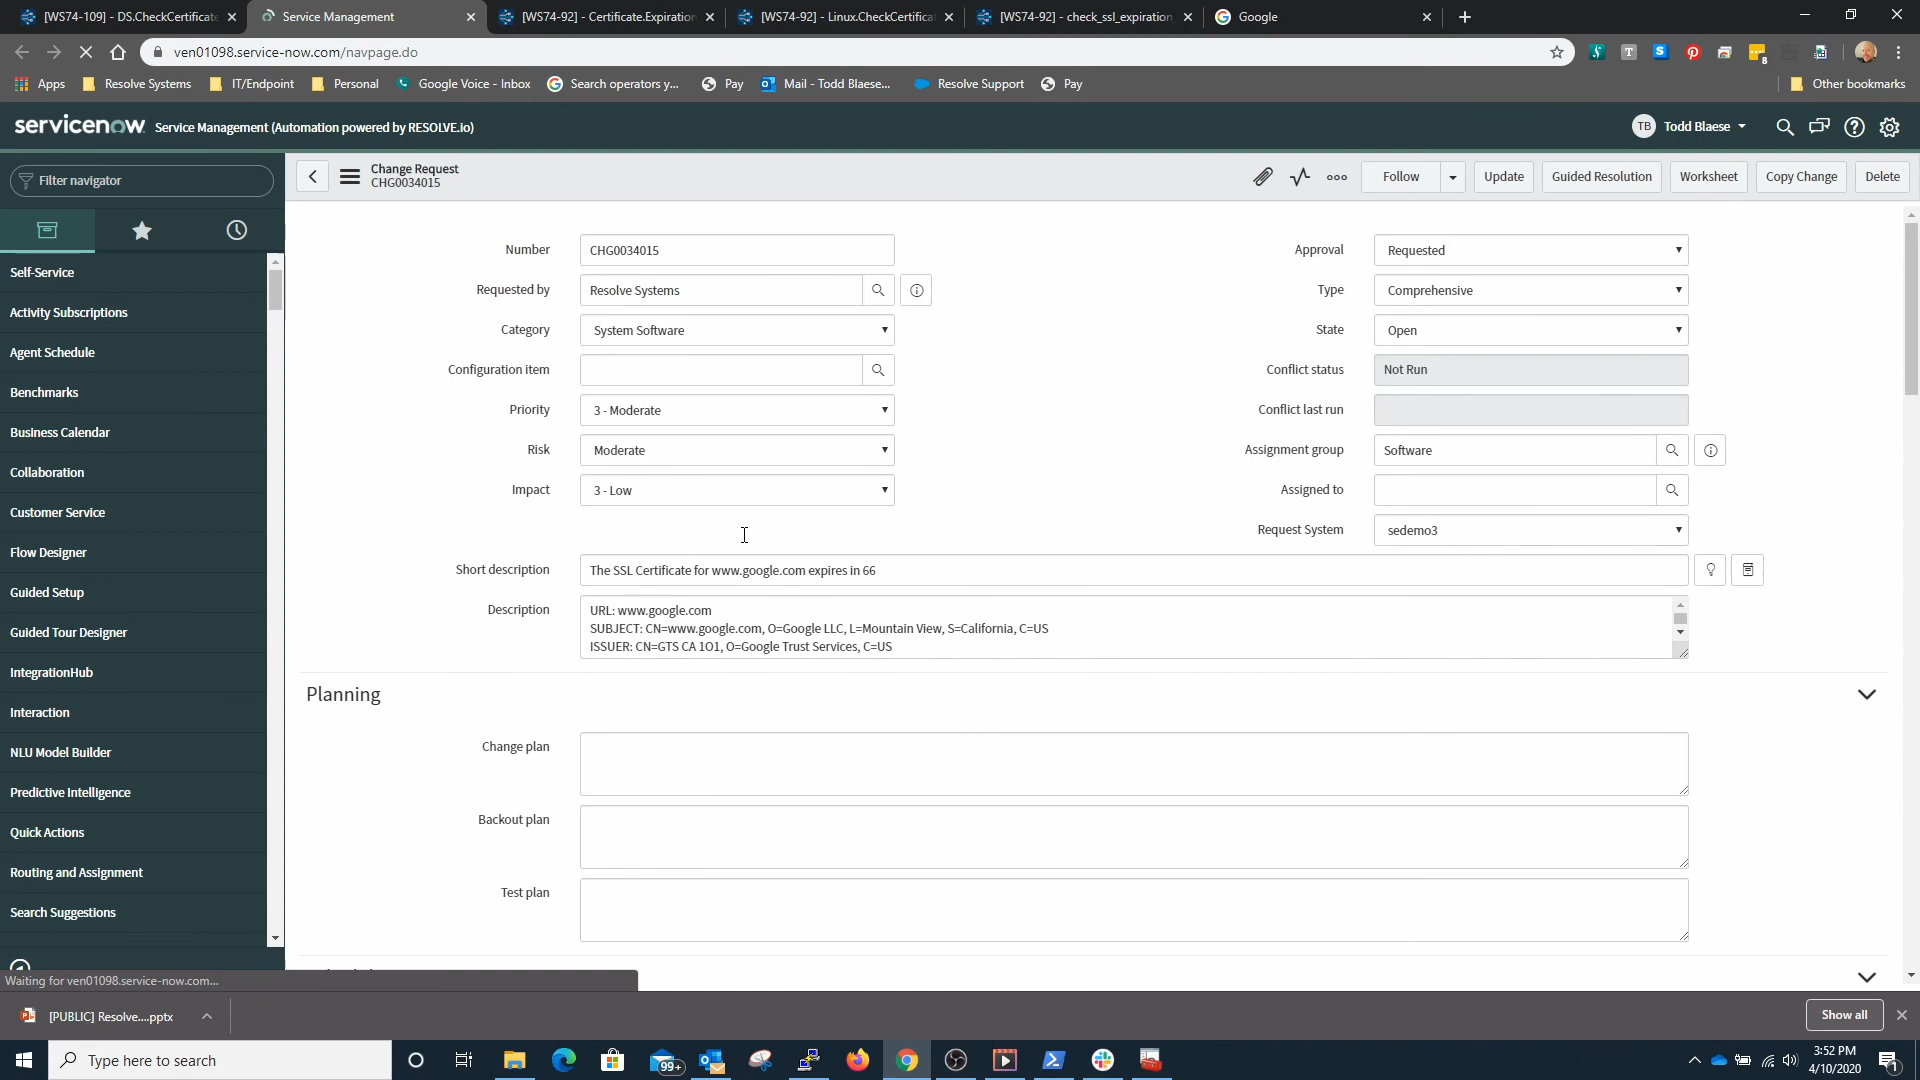 [WS74-109] - DS.CheckCertificate
Service Management
[WS74-92] - Certificate.Expiration
[WS74-92] - Linux.CheckCertifica
[WS74-92] - check_ssl_expiration
Google
ven01098.service-now.com/navpage.do
Apps
Resolve Systems
IT/Endpoint
Personal
Google Voice - Inbox
Search operators y...
Pay
Mail - Todd Blaese...
Resolve Support
Pay
Other bookmarks
servicenow Service Management (Automation powered by RESOLVE.io)
TB Todd Blaese
Filter navigator
Change Request
CHG0034015
Follow
Update
Guided Resolution
Worksheet
Copy Change
Delete
Self-Service
Activity Subscriptions
Agent Schedule
Benchmarks
Business Calendar
Collaboration
Customer Service
Flow Designer
Guided Setup
Guided Tour Designer
IntegrationHub
Interaction
NLU Model Builder
Predictive Intelligence
Quick Actions
Routing and Assignment
Search Suggestions
Number CHG0034015
Requested by Resolve Systems
Category System Software
Configuration item
Priority 3 - Moderate
Risk Moderate
Impact 3 - Low
Approval Requested
Type Comprehensive
State Open
Conflict status Not Run
Conflict last run
Assignment group Software
Assigned to
Request System sedemo3
Short description The SSL Certificate for www.google.com expires in 66
Description URL: www.google.com
SUBJECT: CN=www.google.com, O=Google LLC, L=Mountain View, S=California, C=US
ISSUER: CN=GTS CA 1O1, O=Google Trust Services, C=US
Planning
Change plan
Backout plan
Test plan
Waiting for ven01098.service-now.com...
[PUBLIC] Resolve....pptx
Show all
Type here to search
99+
3:52 PM
4/10/2020
1